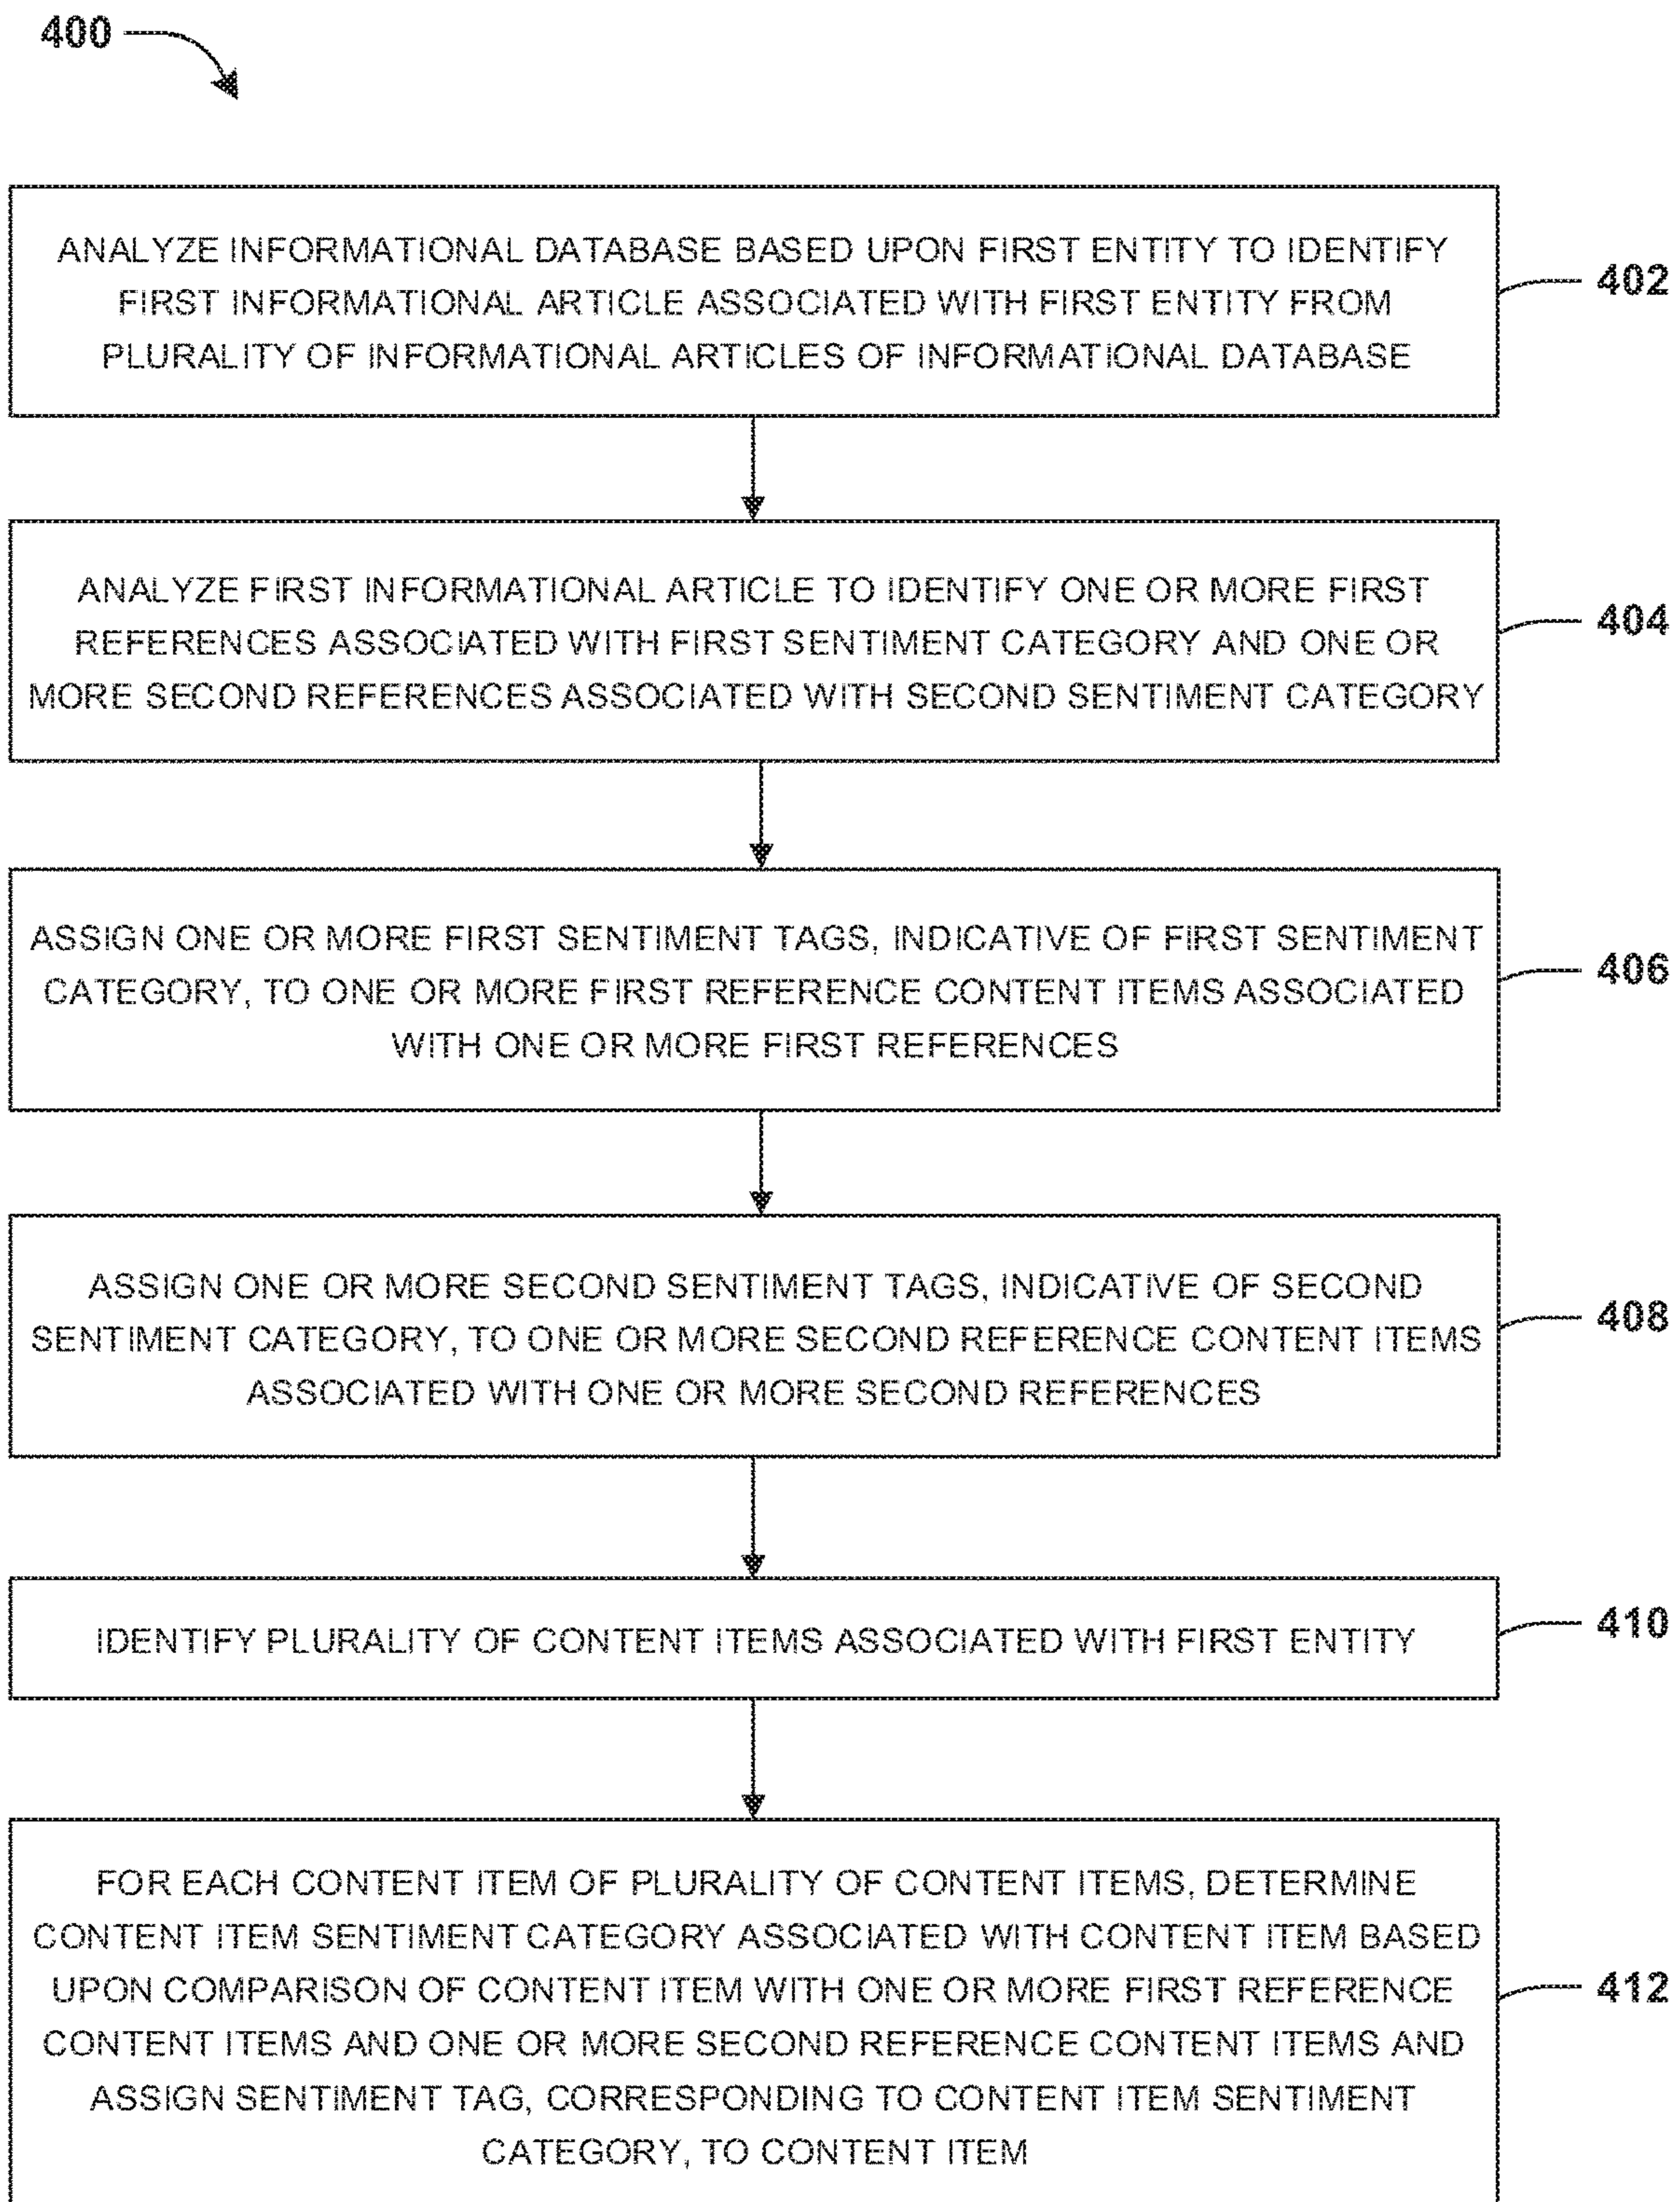 400
ANALYZE INFORMATIONAL DATABASE BASED UPON FIRST ENTITY TO IDENTIFY
FIRST INFORMATIONAL ARTICLE ASSOCIATED WITH FIRST ENTITY FROM
PLURALITY OF INFORMATIONAL ARTICLES OF INFORMATIONAL DATABASE
402
ANALYZE FIRST INFORMATIONAL ARTICLE TO IDENTIFY ONE OR MORE FIRST
REFERENCES ASSOCIATED WITH FIRST SENTIMENT CATEGORY AND ONE OR
MORE SECOND REFERENCES ASSOCIATED WITH SECOND SENTIMENT CATEGORY
404
ASSIGN ONE OR MORE FIRST SENTIMENT TAGS, INDICATIVE OF FIRST SENTIMENT
CATEGORY, TO ONE OR MORE FIRST REFERENCE CONTENT ITEMS ASSOCIATED
WITH ONE OR MORE FIRST REFERENCES
406
ASSIGN ONE OR MORE SECOND SENTIMENT TAGS, INDICATIVE OF SECOND
SENTIMENT CATEGORY, TO ONE OR MORE SECOND REFERENCE CONTENT ITEMS
ASSOCIATED WITH ONE OR MORE SECOND REFERENCES
408
IDENTIFY PLURALITY OF CONTENT ITEMS ASSOCIATED WITH FIRST ENTITY
410
FOR EACH CONTENT ITEM OF PLURALITY OF CONTENT ITEMS, DETERMINE
CONTENT ITEM SENTIMENT CATEGORY ASSOCIATED WITH CONTENT ITEM BASED
UPON COMPARISON OF CONTENT ITEM WITH ONE OR MORE FIRST REFERENCE
CONTENT ITEMS AND ONE OR MORE SECOND REFERENCE CONTENT ITEMS AND
ASSIGN SENTIMENT TAG, CORRESPONDING TO CONTENT ITEM SENTIMENT
CATEGORY, TO CONTENT ITEM
412